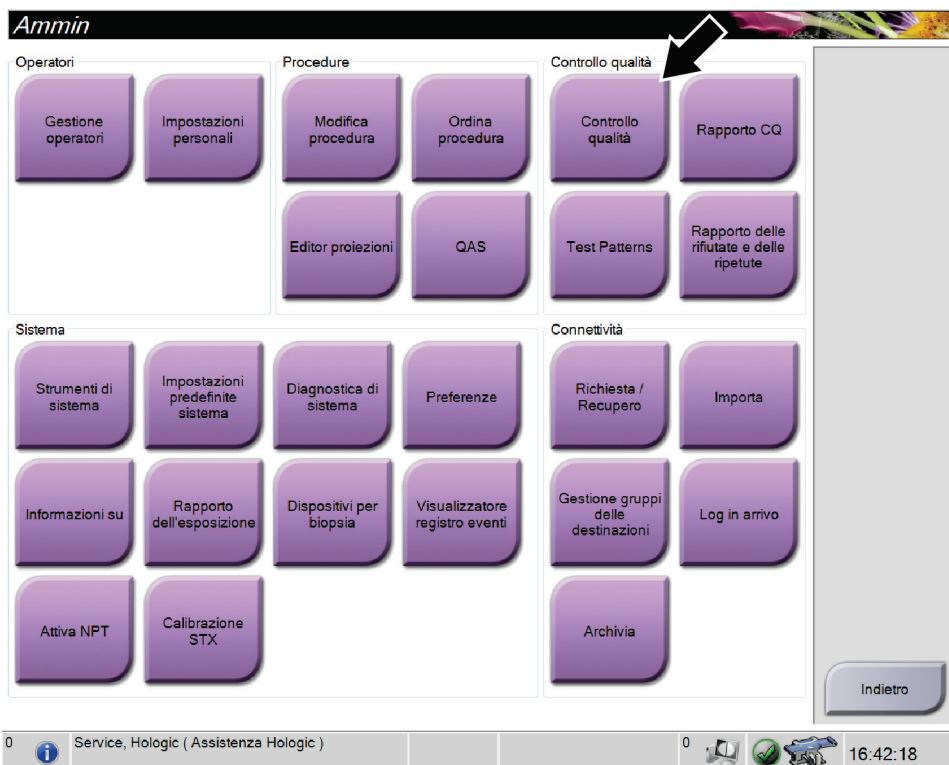 Ammin
Operatori
Gestione
operatori
Impostazioni
personali
Procedure
Modifica
procedura
Ordina
procedura
Editor proiezioni
QAS
Controllo qualità
Controllo
qualità
Rapporto CQ
Test Patterns
Rapporto delle
rifiutate e delle
ripetute
Sistema
Strumenti di
sistema
Impostazioni
predefinite
sistema
Diagnostica di
sistema
Preferenze
Informazioni su
Rapporto
dell'esposizione
Dispositivi per
biopsia
Visualizzatore
registro eventi
Attiva NPT
Calibrazione
STX
Connettività
Richiesta /
Recupero
Importa
Gestione gruppi
delle
destinazioni
Log in arrivo
Archivia
Indietro
0
Service, Hologic ( Assistenza Hologic )
0
16:42:18